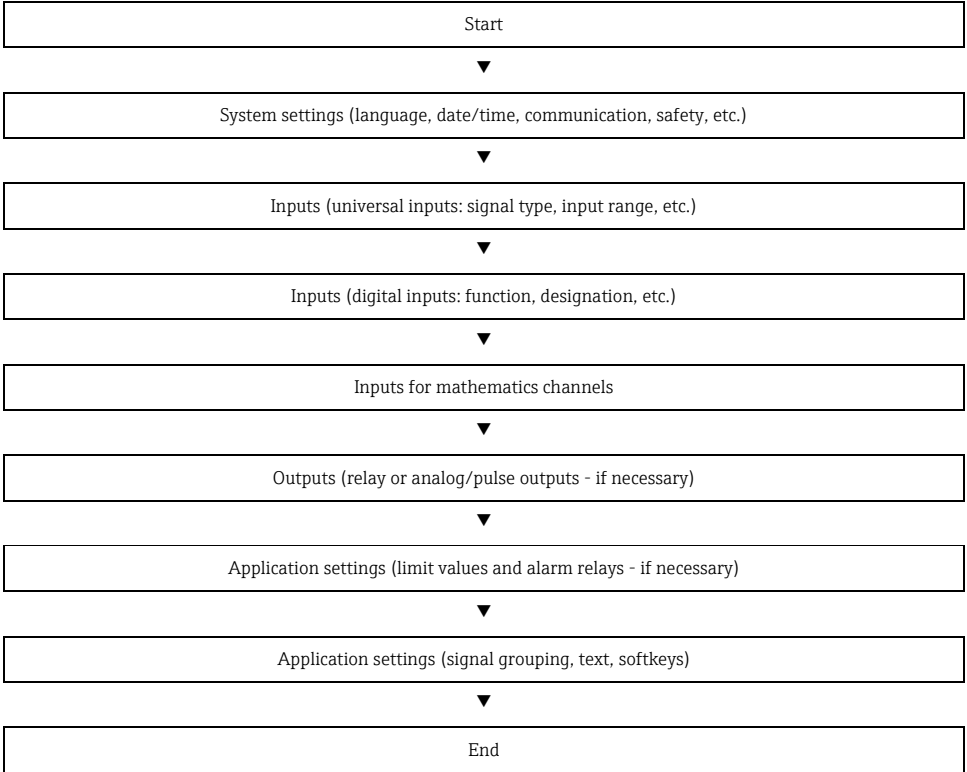 Start
System settings (language, date/time, communication, safety, etc.)
Inputs (universal inputs: signal type, input range, etc.)
Inputs (digital inputs: function, designation, etc.)
Inputs for mathematics channels
Outputs (relay or analog/pulse outputs - if necessary)
Application settings (limit values and alarm relays - if necessary)
Application settings (signal grouping, text, softkeys)
End